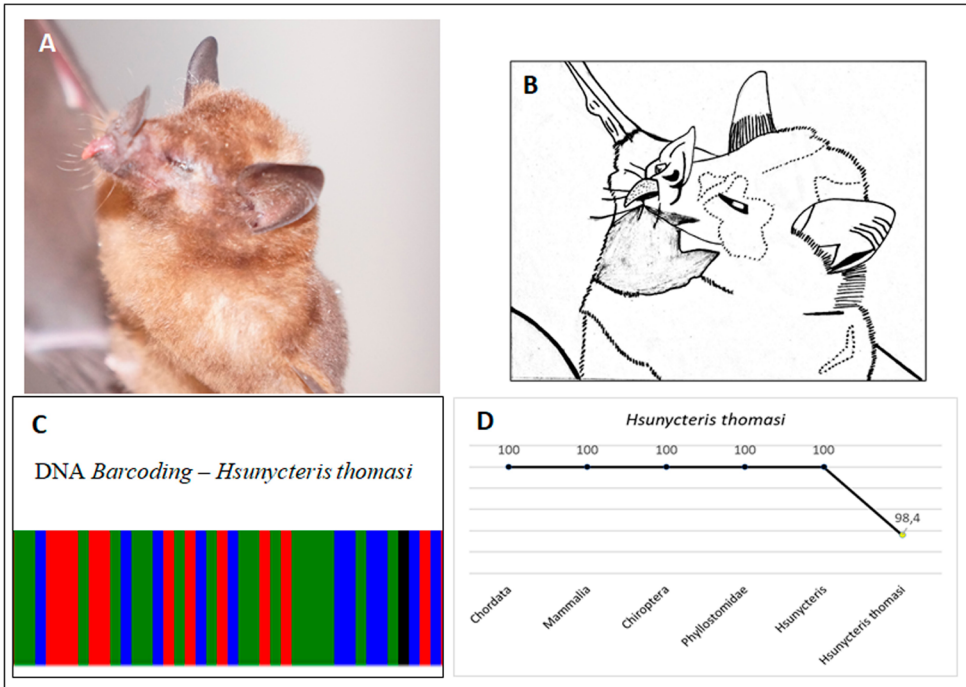 A
B
C
DNA Barcoding – Hsunycteris thomasi
D
Hsunycteris thomasi
100 100 100 100 100
98,4
Chordata
Mammalia
Chiroptera
Phyllostomidae
Hsunycteris
Hsunycteris thomasi